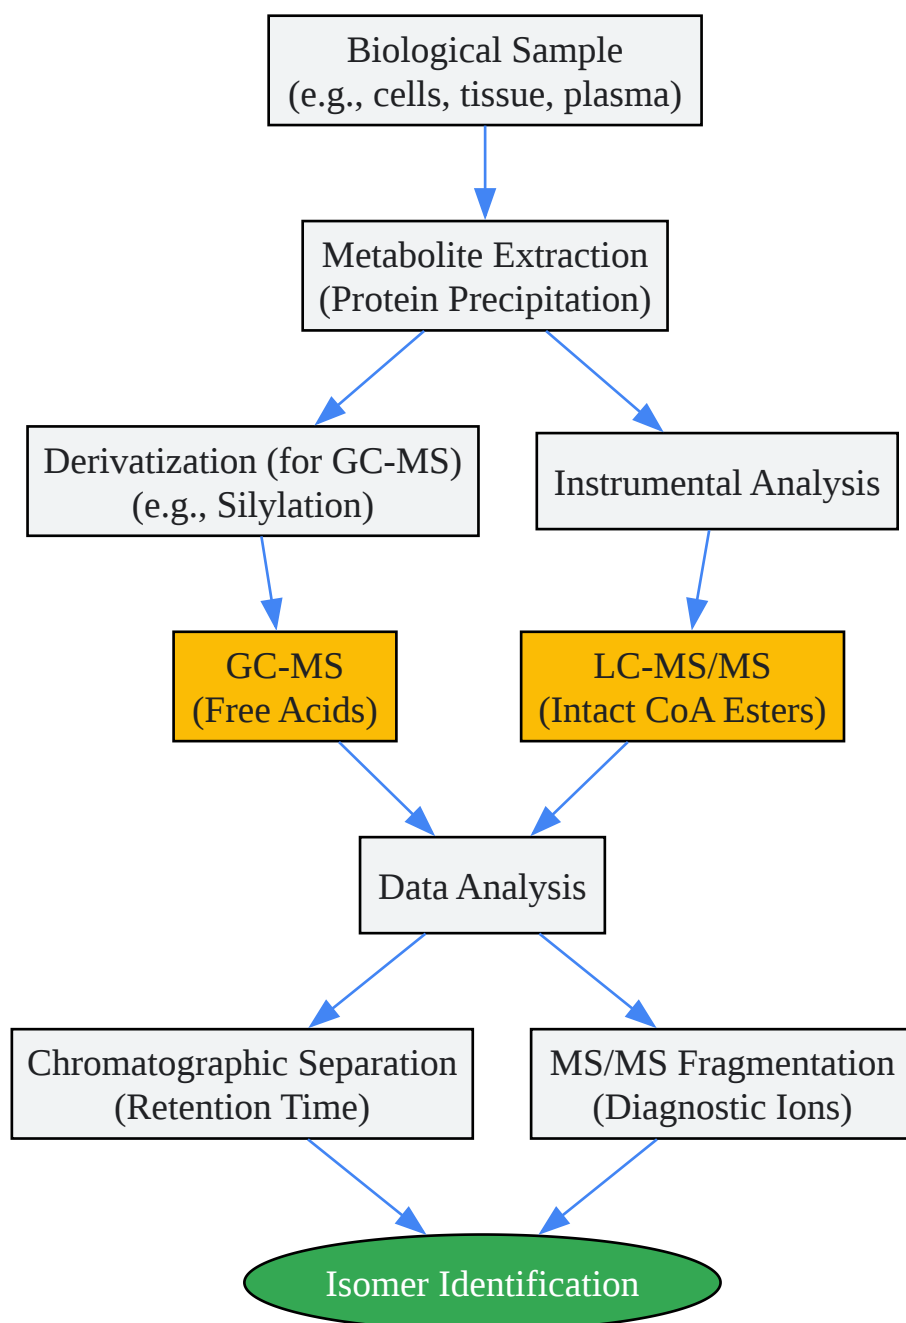 Biological Sample
(e.g., cells, tissue, plasma)
Metabolite Extraction
(Protein Precipitation)
Derivatization (for GC-MS)
(e.g., Silylation)
Instrumental Analysis
GC-MS
(Free Acids)
LC-MS/MS
(Intact CoA Esters)
Data Analysis
Chromatographic Separation
(Retention Time)
MS/MS Fragmentation
(Diagnostic Ions)
Isomer Identification